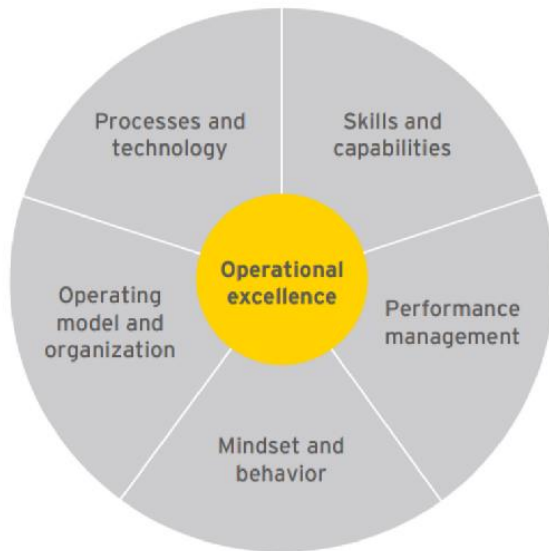 Processes and
technology
Skills and
capabilities
Operational
excellence
Operating
model and
organization
Performance
management
Mindset and
behavior